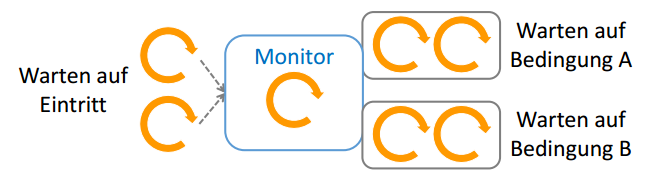 Warten auf
Eintritt
Monitor
Warten auf
Bedingung A
Warten auf
Bedingung B